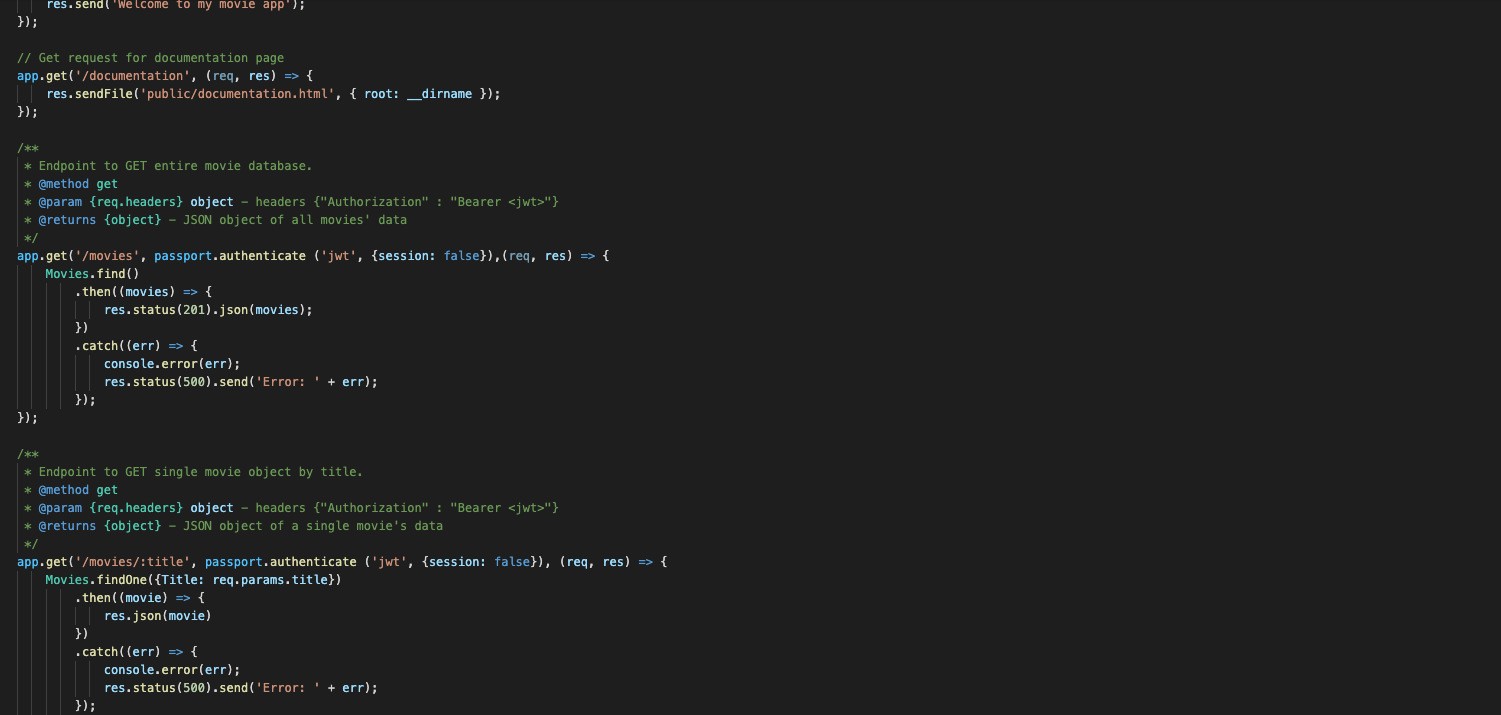 res.send('Welcome to my movie app');
});
// Get request for documentation page
app.get('/documentation', (req, res) => {
res.sendFile('public/documentation.html', { root: __dirname });
});
/**
* Endpoint to GET entire movie database.
* @method get
* @param {req.headers} object – headers {"Authorization" : "Bearer <jwt>"}
* @returns {object} – JSON object of all movies' data
*/
app.get('/movies', passport.authenticate ('jwt', {session: false}),(req, res) => {
Movies.find()
.then((movies) => {
res.status(201).json(movies);
})
.catch((err) => {
console.error(err);
res.status(500).send('Error: ' + err);
});
});
/**
* Endpoint to GET single movie object by title.
* @method get
* @param {req.headers} object – headers {"Authorization" : "Bearer <jwt>"}
* @returns {object} – JSON object of a single movie's data
*/
app.get('/movies/:title', passport.authenticate ('jwt', {session: false}), (req, res) => {
Movies.findOne({Title: req.params.title})
.then((movie) => {
res.json(movie)
})
.catch((err) => {
console.error(err);
res.status(500).send('Error: ' + err);
});